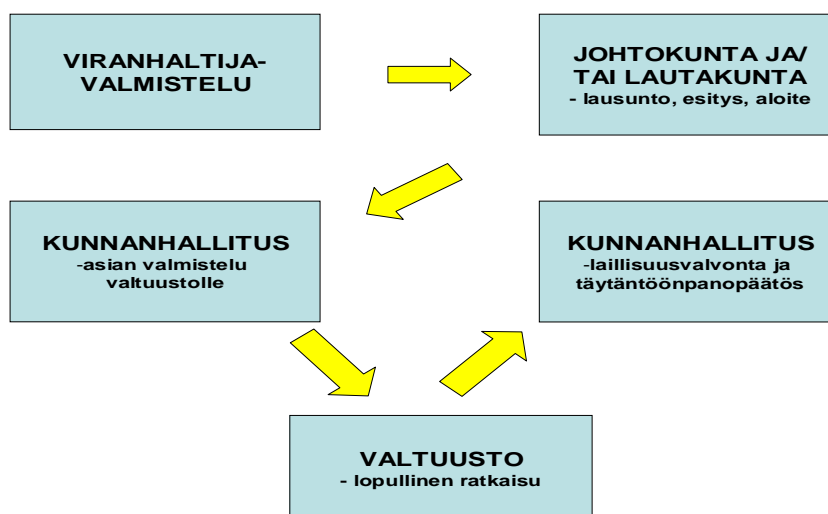 VIRANHALTIJA-
VALMISTELU
JOHTOKUNTA JA/
TAI LAUTAKUNTA
- lausunto, esitys, aloite
KUNNANHALLITUS
-asian valmistelu
valtuustolle
KUNNANHALLITUS
-laillisuusvalvonta ja
täytäntöönpanopäätös
VALTUUSTO
- lopullinen ratkaisu